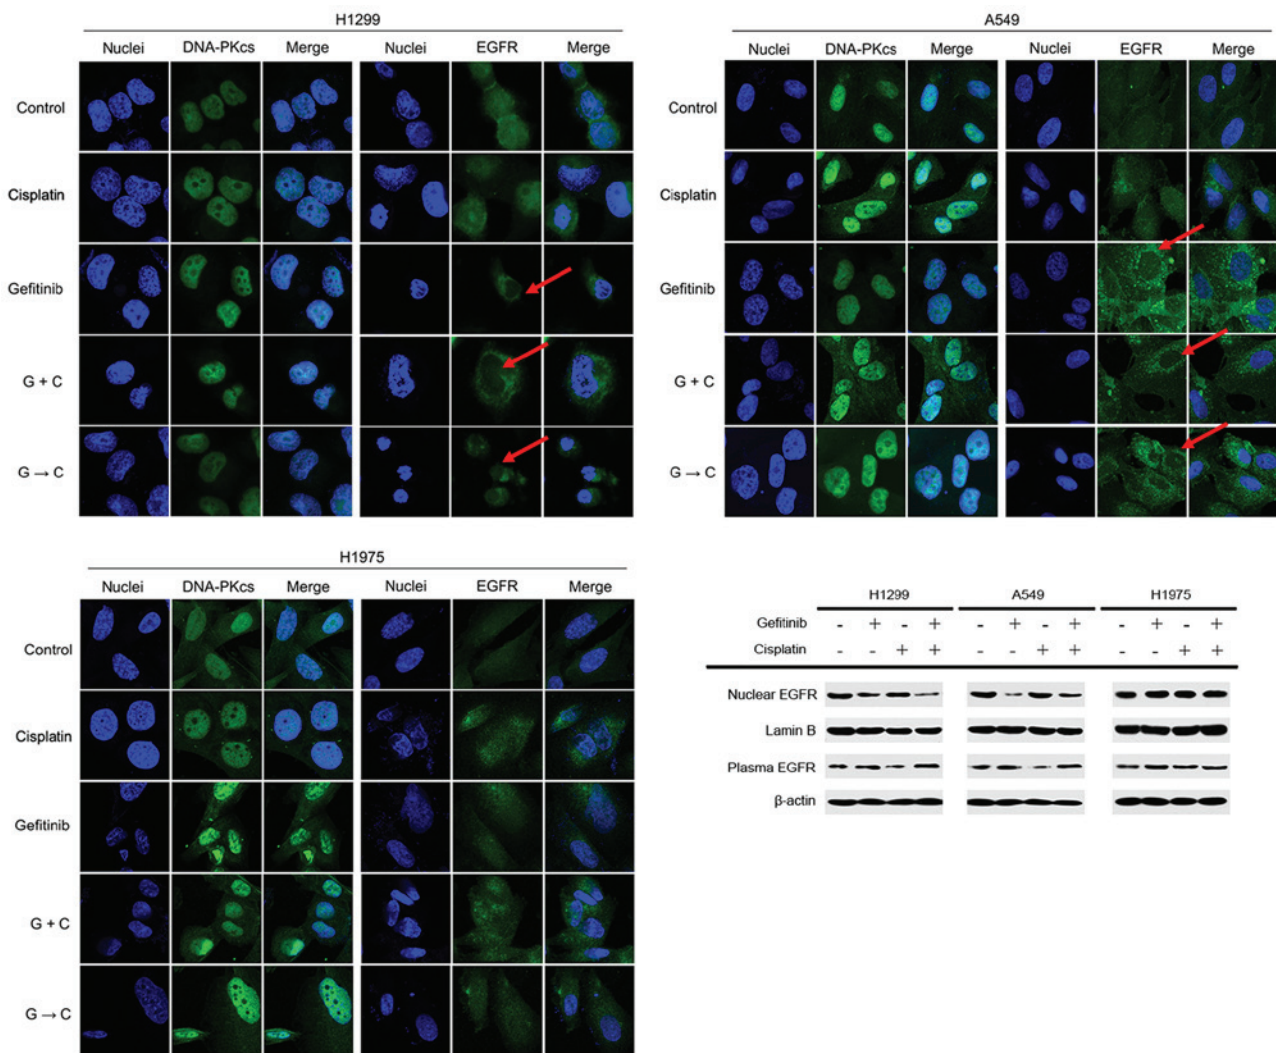 H1299
Nuclei DNA-PKcs Merge Nuclei EGFR Merge
Control
Cisplatin
Gefitinib
G + C
G → C
A549
Nuclei DNA-PKcs Merge Nuclei EGFR Merge
Control
Cisplatin
Gefitinib
G + C
G → C
H1975
Nuclei DNA-PKcs Merge Nuclei EGFR Merge
Control
Cisplatin
Gefitinib
G + C
G → C
H1299 A549 H1975
Gefitinib - + - + - + - + - + - +
Cisplatin - - + + - - + + - - + +
Nuclear EGFR
Lamin B
Plasma EGFR
β-actin